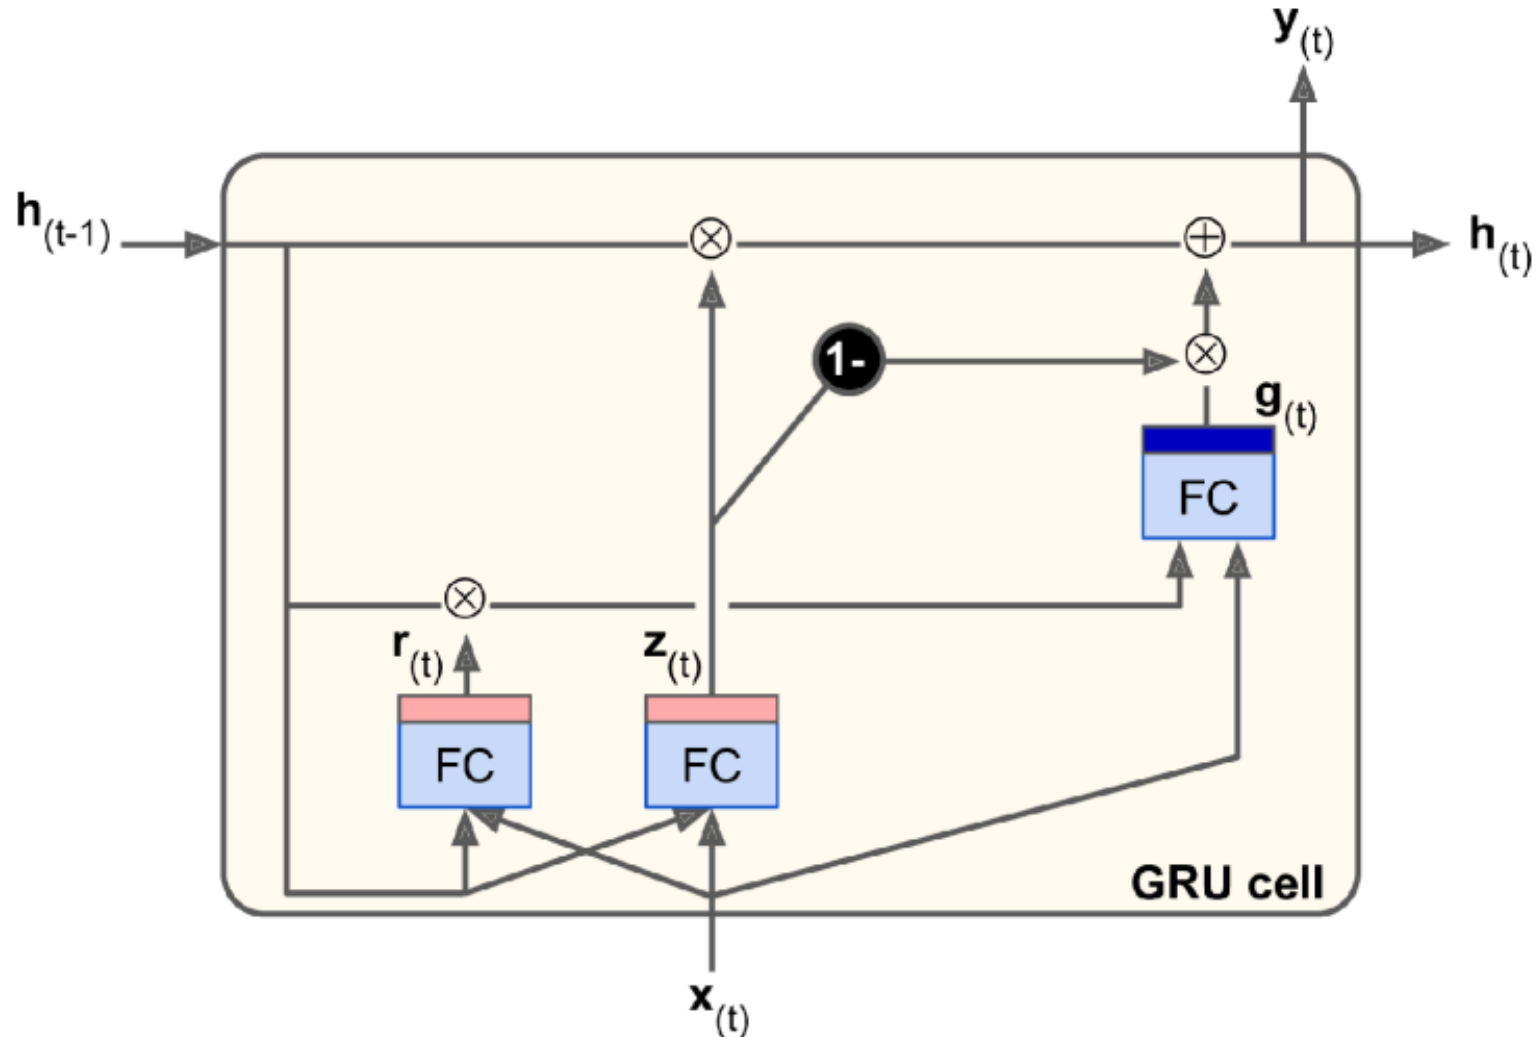 y(t)
h(t-1)
⊗
⊕
h(t)
1-
⊗
g(t)
FC
⊗
r(t)
z(t)
FC
FC
GRU cell
x(t)